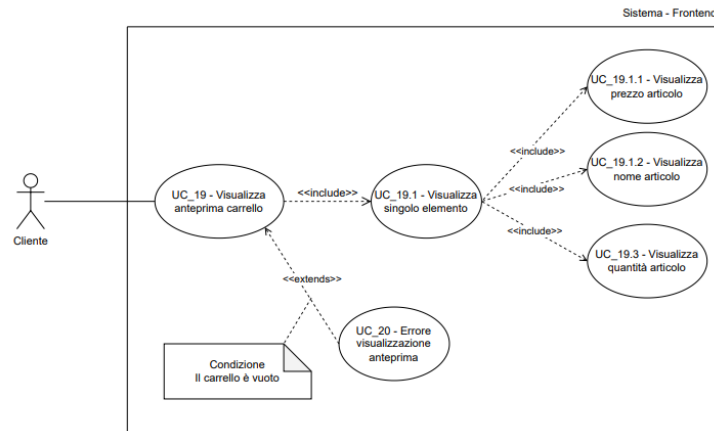 Sistema - Frontend
UC_19.1.1 - Visualizza
prezzo articolo
<<include>>
UC_19 - Visualizza
anteprima carrello
<<include>>
UC_19.1 - Visualizza
singolo elemento
<<include>>
UC_19.1.2 - Visualizza
nome articolo
Cliente
<<include>>
UC_19.3 - Visualizza
quantità articolo
<<extends>>
UC_20 - Errore
visualizzazione
anteprima
Condizione
Il carrello è vuoto